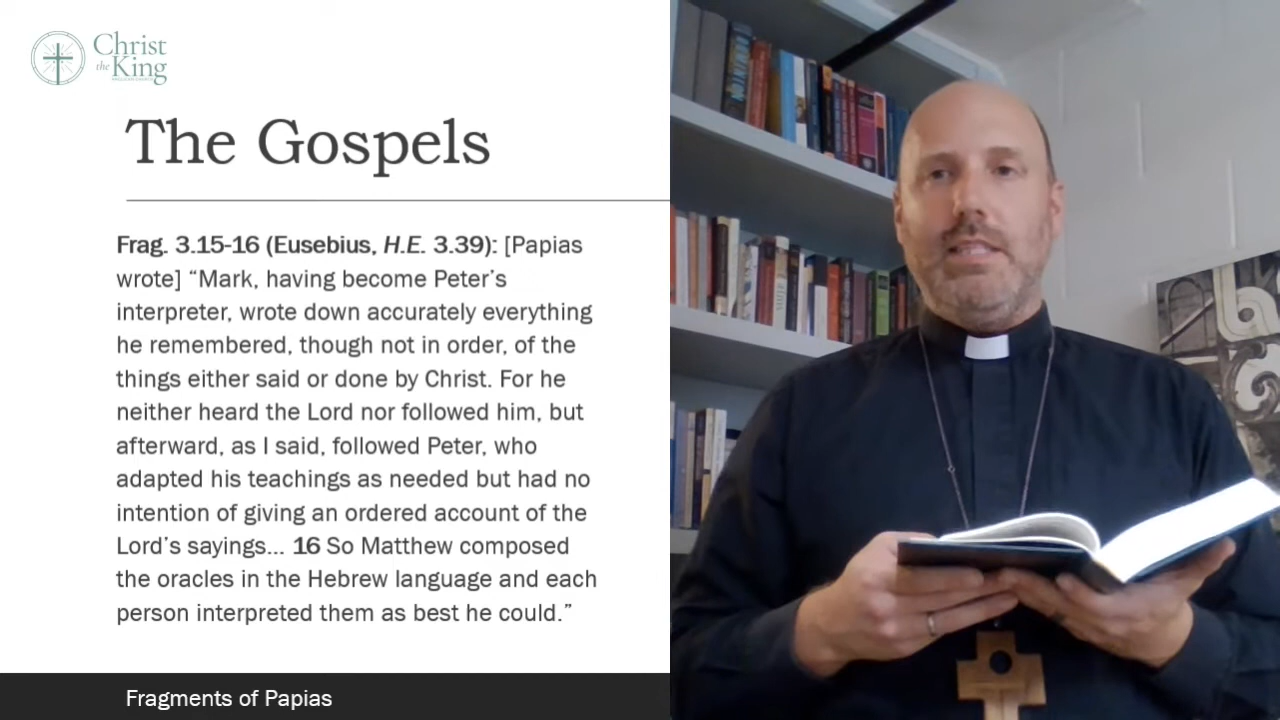 Christ
the King
The Gospels
Frag. 3.15-16 (Eusebius, H.E. 3.39): [Papias
wrote] “Mark, having become Peter’s
interpreter, wrote down accurately everything
he remembered, though not in order, of the
things either said or done by Christ. For he
neither heard the Lord nor followed him, but
afterward, as I said, followed Peter, who
adapted his teachings as needed but had no
intention of giving an ordered account of the
Lord’s sayings... 16 So Matthew composed
the oracles in the Hebrew language and each
person interpreted them as best he could.”
Fragments of Papias